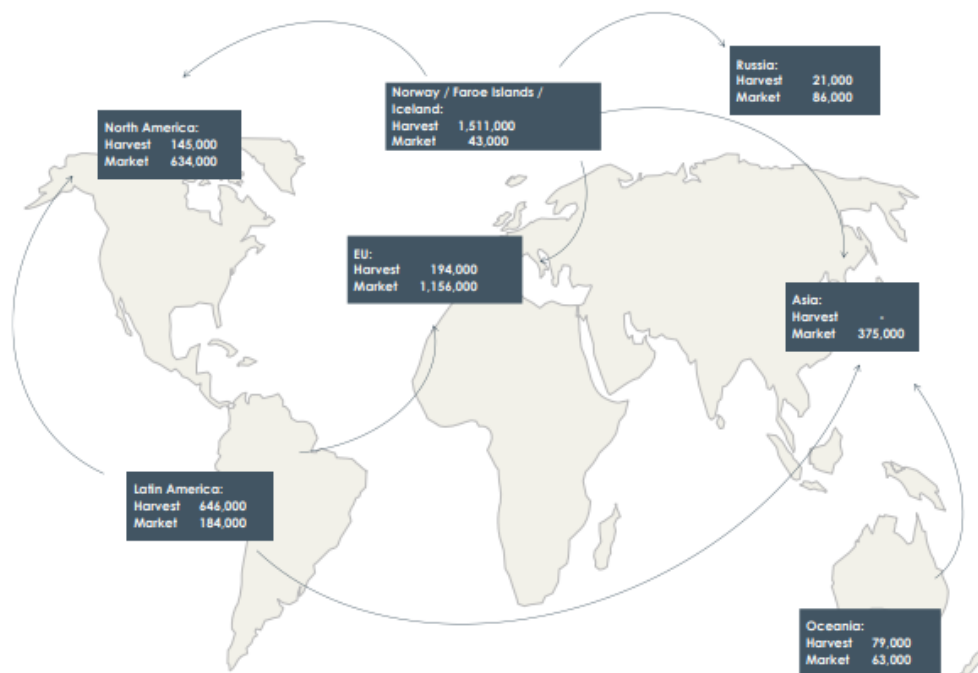 Russia:
Harvest 21,000
Market 86,000
Norway / Faroe Islands /
Iceland:
Harvest 1,511,000
Market 43,000
North America:
Harvest 145,000
Market 634,000
EU:
Harvest 194,000
Market 1,156,000
Asia:
Harvest -
Market 375,000
Latin America:
Harvest 646,000
Market 184,000
Oceania:
Harvest 79,000
Market 63,000